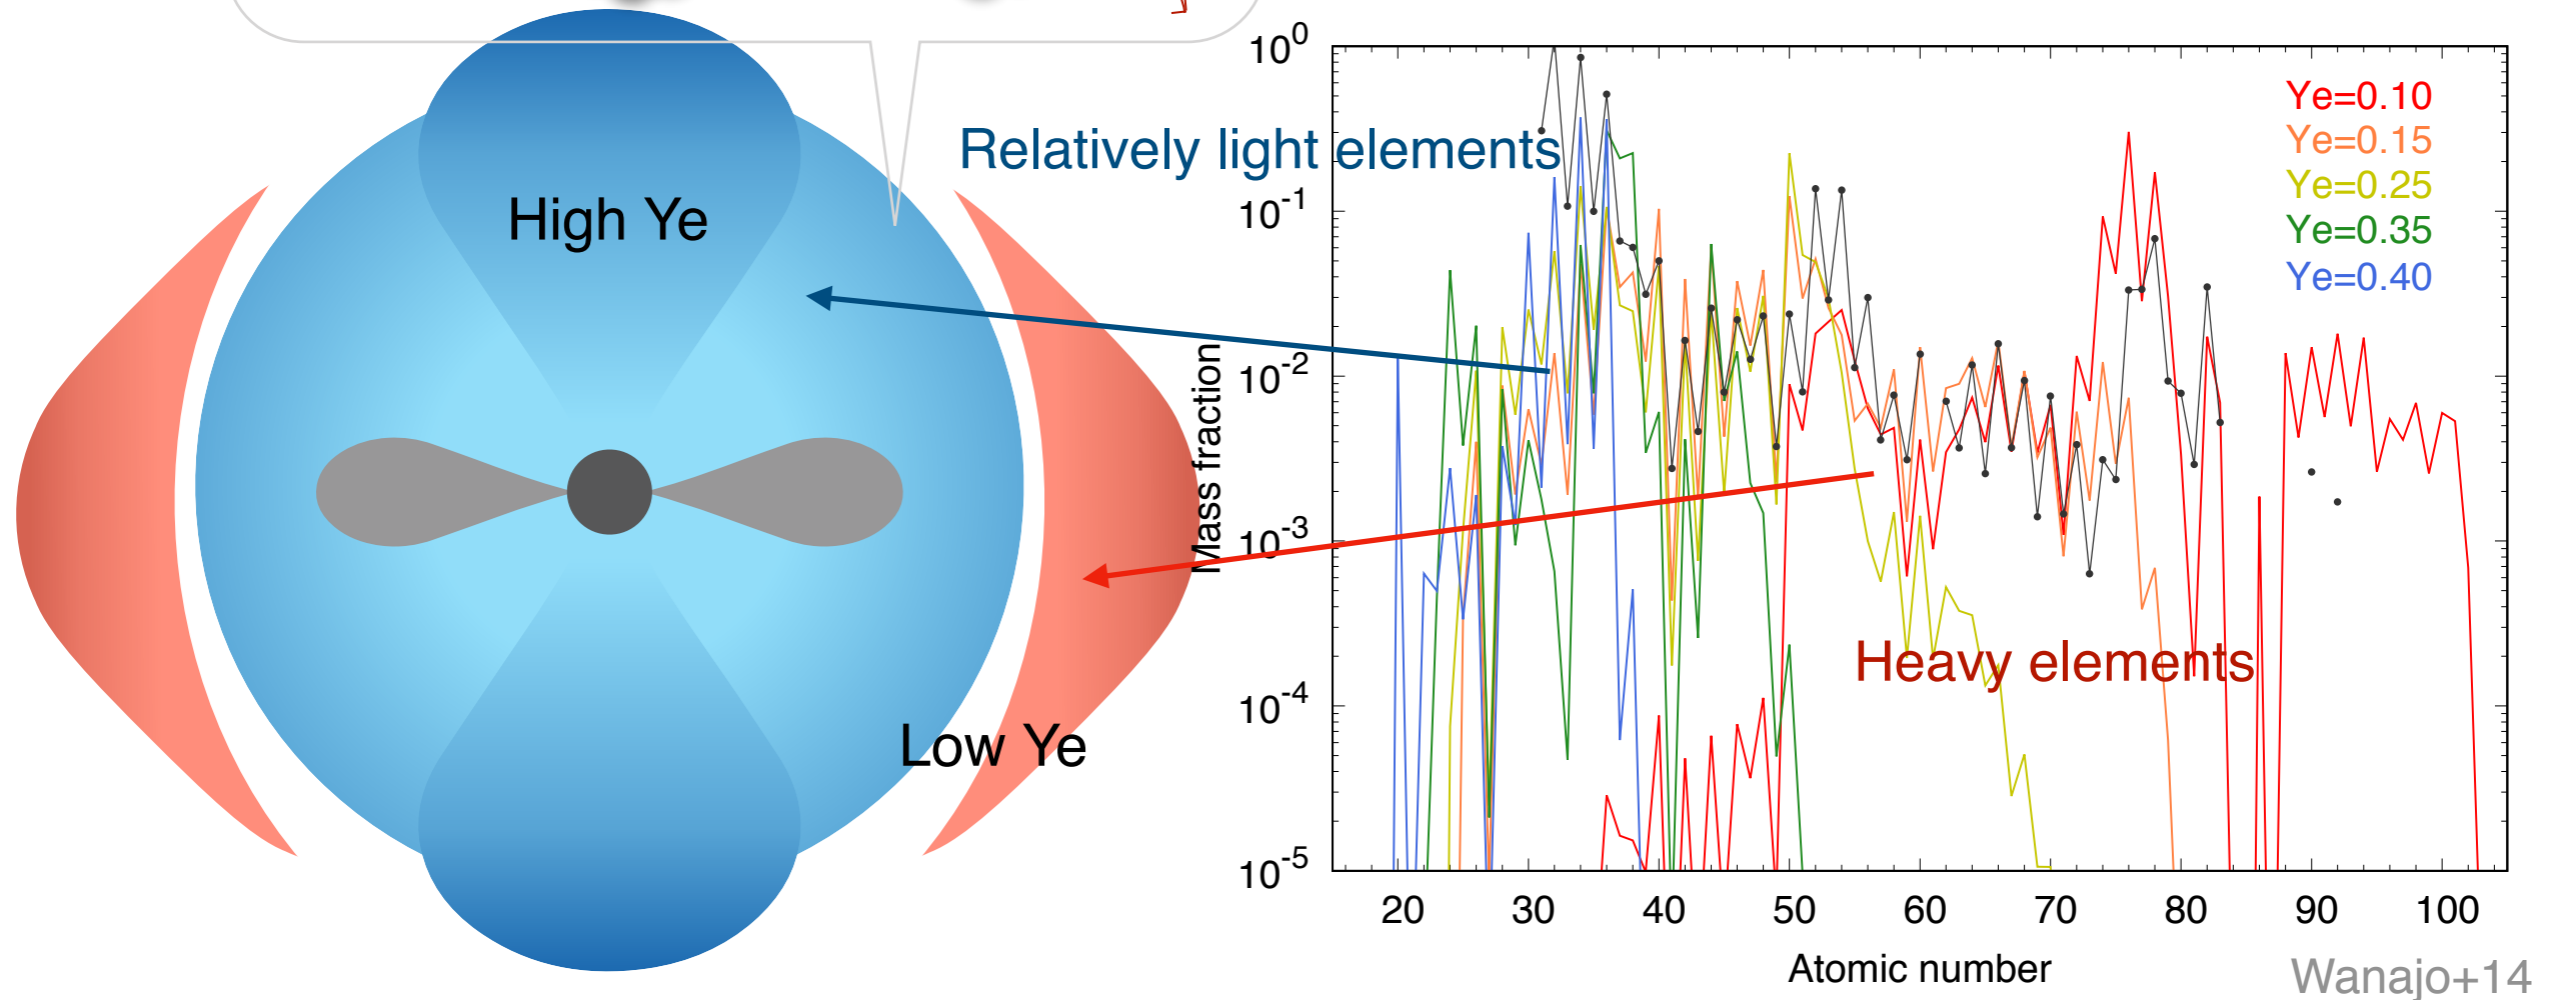 High Ye
Low Ye
Relatively light elements
Heavy elements
Ye=0.10
Ye=0.15
Ye=0.25
Ye=0.35
Ye=0.40
Mass fraction
10^0
10^-1
10^-2
10^-3
10^-4
10^-5
20 30 40 50 60 70 80 90 100
Atomic number
Wanajo+14